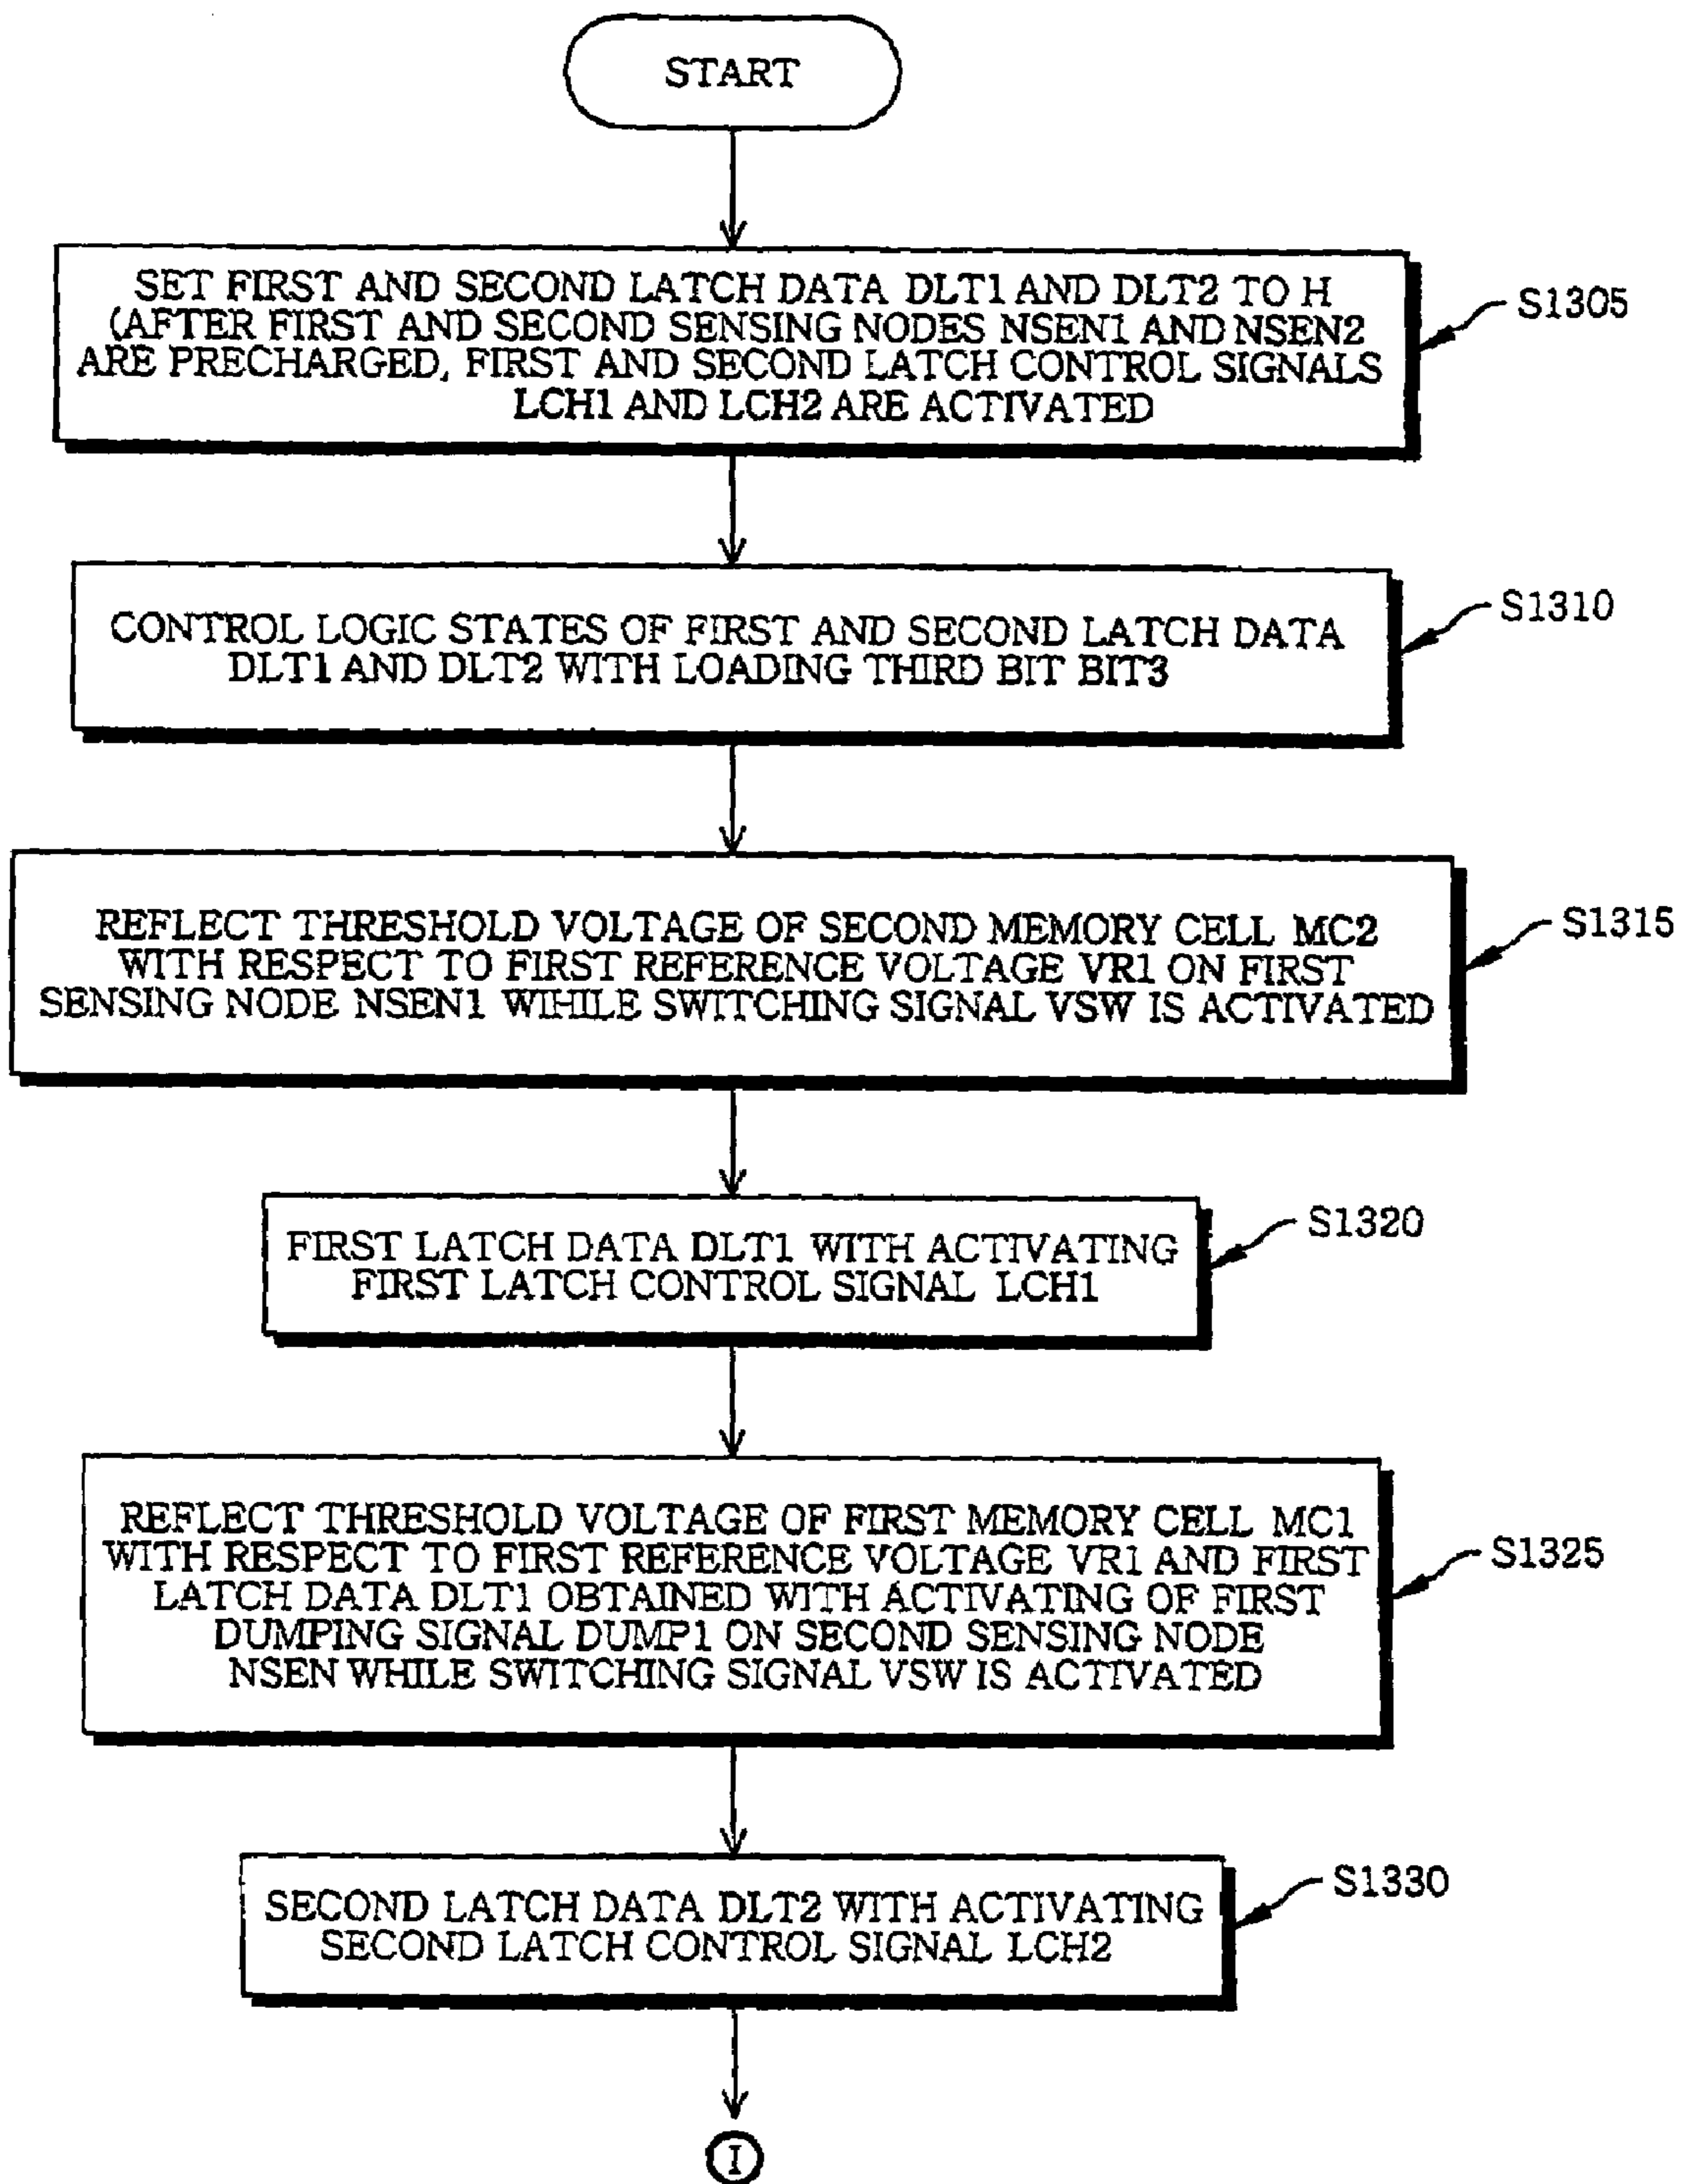 START
SET FIRST AND SECOND LATCH DATA DLT1 AND DLT2 TO H
(AFTER FIRST AND SECOND SENSING NODES NSEN1 AND NSEN2
ARE PRECHARGED, FIRST AND SECOND LATCH CONTROL SIGNALS
LCH1 AND LCH2 ARE ACTIVATED
S1305
CONTROL LOGIC STATES OF FIRST AND SECOND LATCH DATA
DLT1 AND DLT2 WITH LOADING THIRD BIT BIT3
S1310
REFLECT THRESHOLD VOLTAGE OF SECOND MEMORY CELL MC2
WITH RESPECT TO FIRST REFERENCE VOLTAGE VR1 ON FIRST
SENSING NODE NSEN1 WIHILE SWITCHING SIGNAL VSW IS ACTIVATED
S1315
FIRST LATCH DATA DLT1 WITH ACTIVATING
FIRST LATCH CONTROL SIGNAL LCH1
S1320
REFLECT THRESHOLD VOLTAGE OF FIRST MEMORY CELL MC1
WITH RESPECT TO FIRST REFERENCE VOLTAGE VR1 AND FIRST
LATCH DATA DLT1 OBTAINED WITH ACTIVATING OF FIRST
DUMPING SIGNAL DUMP1 ON SECOND SENSING NODE
NSEN WHILE SWITCHING SIGNAL VSW IS ACTIVATED
S1325
SECOND LATCH DATA DLT2 WITH ACTIVATING
SECOND LATCH CONTROL SIGNAL LCH2
S1330
I